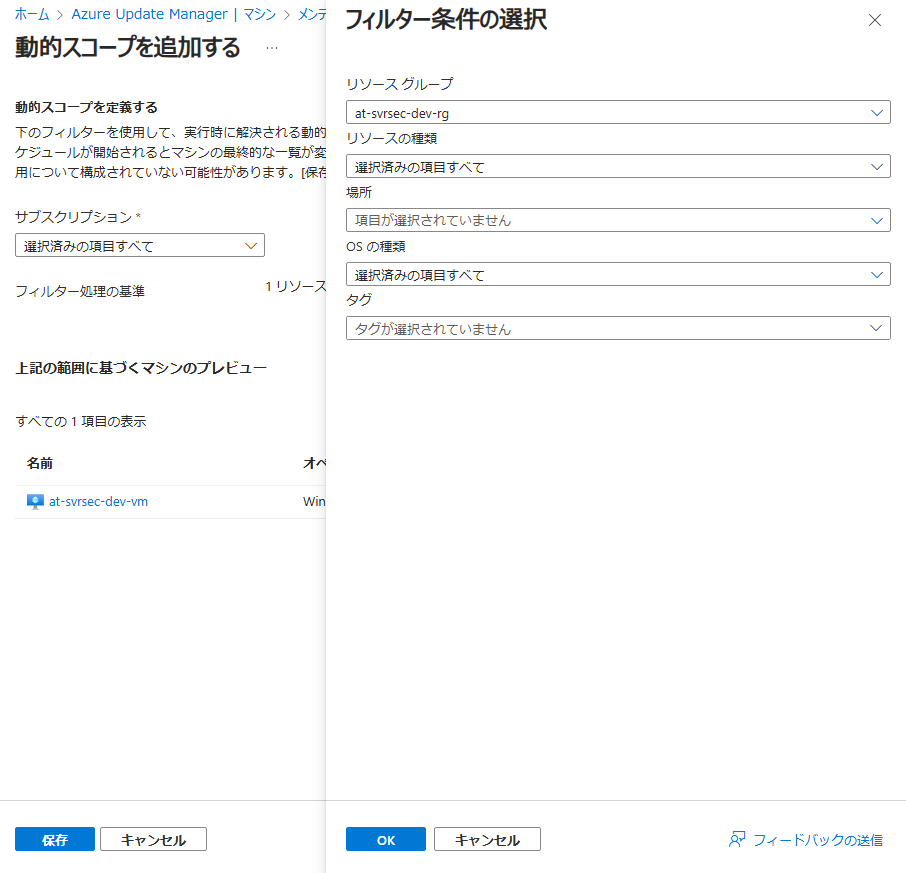 ホーム > Azure Update Manager | マシン > メンテ
動的スコープを追加する ...
動的スコープを定義する
下のフィルターを使用して、実行時に解決される動的
ケジュールが開始されるとマシンの最終的な一覧が変
用について構成されていない可能性があります。[保存
サブスクリプション *
選択済みの項目すべて
フィルター処理の基準
1 リソース
上記の範囲に基づくマシンのプレビュー
すべての 1 項目の表示
名前 オペ
at-svrsec-dev-vm Win
保存 キャンセル
フィルター条件の選択
リソース グループ
at-svrsec-dev-rg
リソースの種類
選択済みの項目すべて
場所
項目が選択されていません
OS の種類
選択済みの項目すべて
タグ
タグが選択されていません
OK キャンセル フィードバックの送信